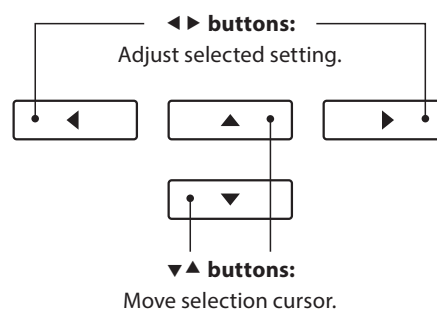 ◀ ▶ buttons:
Adjust selected setting.
▼▲ buttons:
Move selection cursor.